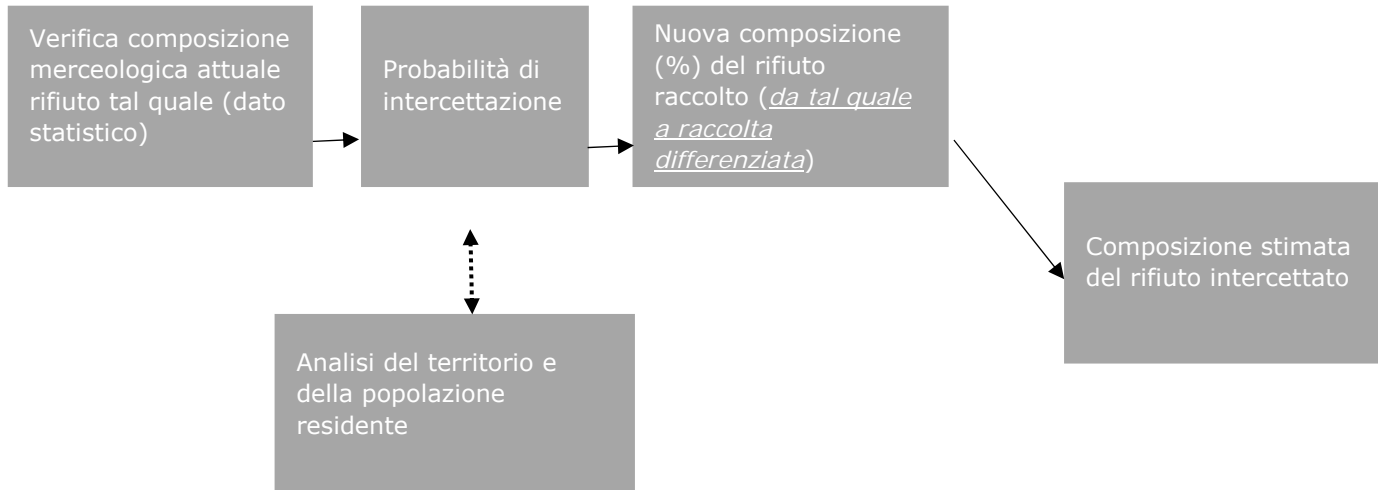 Verifica composizione
merceologica attuale
rifiuto tal quale (dato
statistico)
Probabilità di
intercettazione
Nuova composizione
(%) del rifiuto
raccolto (da tal quale
a raccolta
differenziata)
Composizione stimata
del rifiuto intercettato
Analisi del territorio e
della popolazione
residente